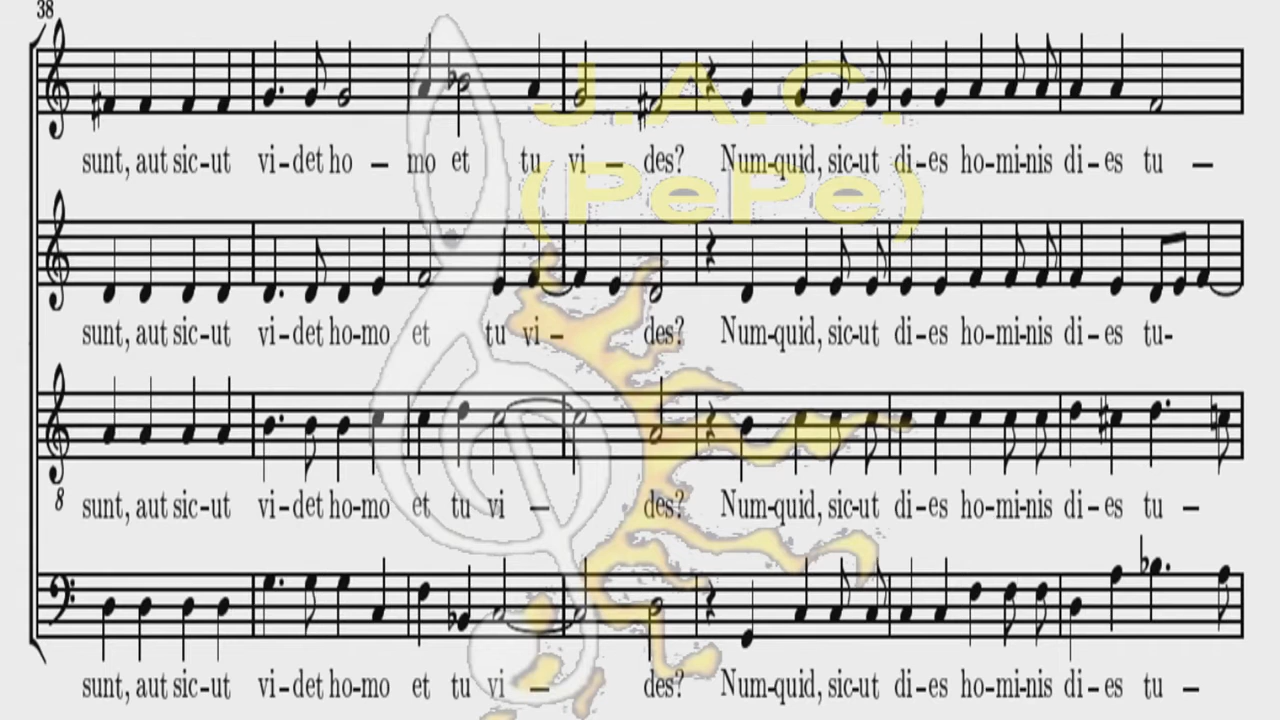 38
J.A.C.
sunt, aut sic-ut vi-det ho - mo et tu vi - des? Num-quid, sic-ut di-es ho-mi-nis di-es tu -
(PePe)
sunt, aut sic-ut vi-det ho-mo et tu vi - des? Num-quid, sic-ut di-es ho-mi-nis di-es tu-
8 sunt, aut sic-ut vi-det ho-mo et tu vi - des? Num-quid, sic-ut di-es ho-mi-nis di-es tu -
sunt, aut sic-ut vi-det ho-mo et tu vi - des? Num-quid, sic-ut di-es ho-mi-nis di-es tu -